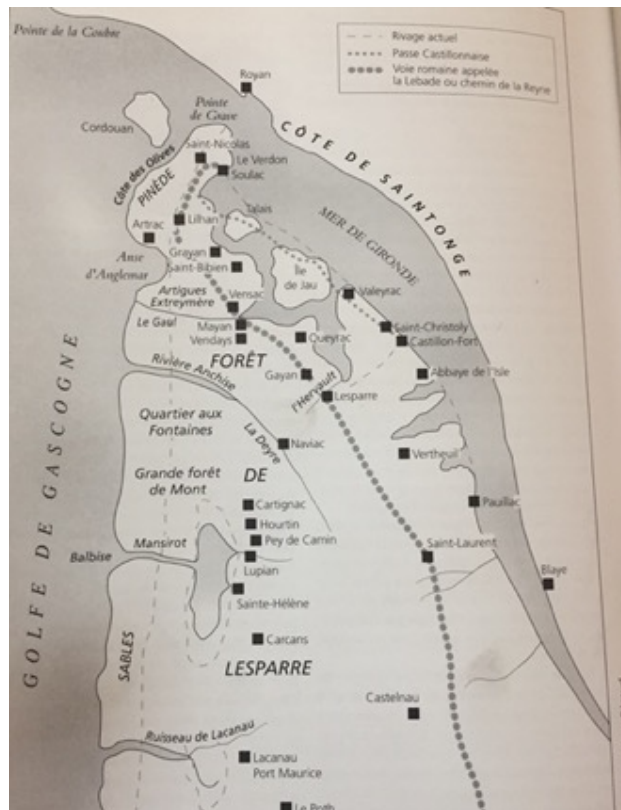 Pointe de la Coubre
Rivage actuel
Passe Castillonnaise
Voie romaine appelée
la Lebade ou chemin de la Reyne
Royan
Pointe
de Grave
Cordouan
CÔTE DE SAINTONGE
Saint-Nicolas
Le Verdon
Soulac
Côte des Olives
PINÈDE
MER DE GIRONDE
Talais
Lilhan
Artrac
Anse
d'Anglemar
Grayan
Saint-Bibien
Île
de Jau
Valeyrac
Artigues
Extreymère
Vensac
Le Gaul
Mayan
Vendays
Queyrac
Saint-Christoly
Castillon-Fort
FORÊT
Rivière Anchise
Gayan
l'Hervault
Lesparre
Abbaye de l'Isle
GOLFE DE GASCOGNE
Quartier aux
Fontaines
La Deyre
Naviac
Vertheuil
Grande forêt
de Mont
DE
Cartignac
Hourtin
Pey de Camin
Pauillac
Mansirot
Balbise
Lupian
Saint-Laurent
Blaye
Sainte-Hélène
Carcans
SABLES
LESPARRE
Castelnau
Ruisseau de Lacanau
Lacanau
Port Maurice